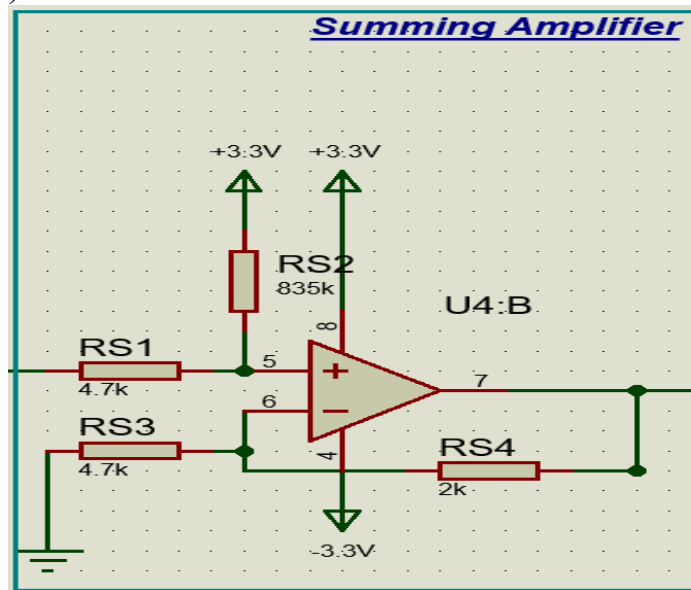 Summing Amplifier
+3.3V
+3.3V
RS2
835k
U4:B
8
RS1
4.7k
5
6
7
RS3
4.7k
4
RS4
2k
-3.3V